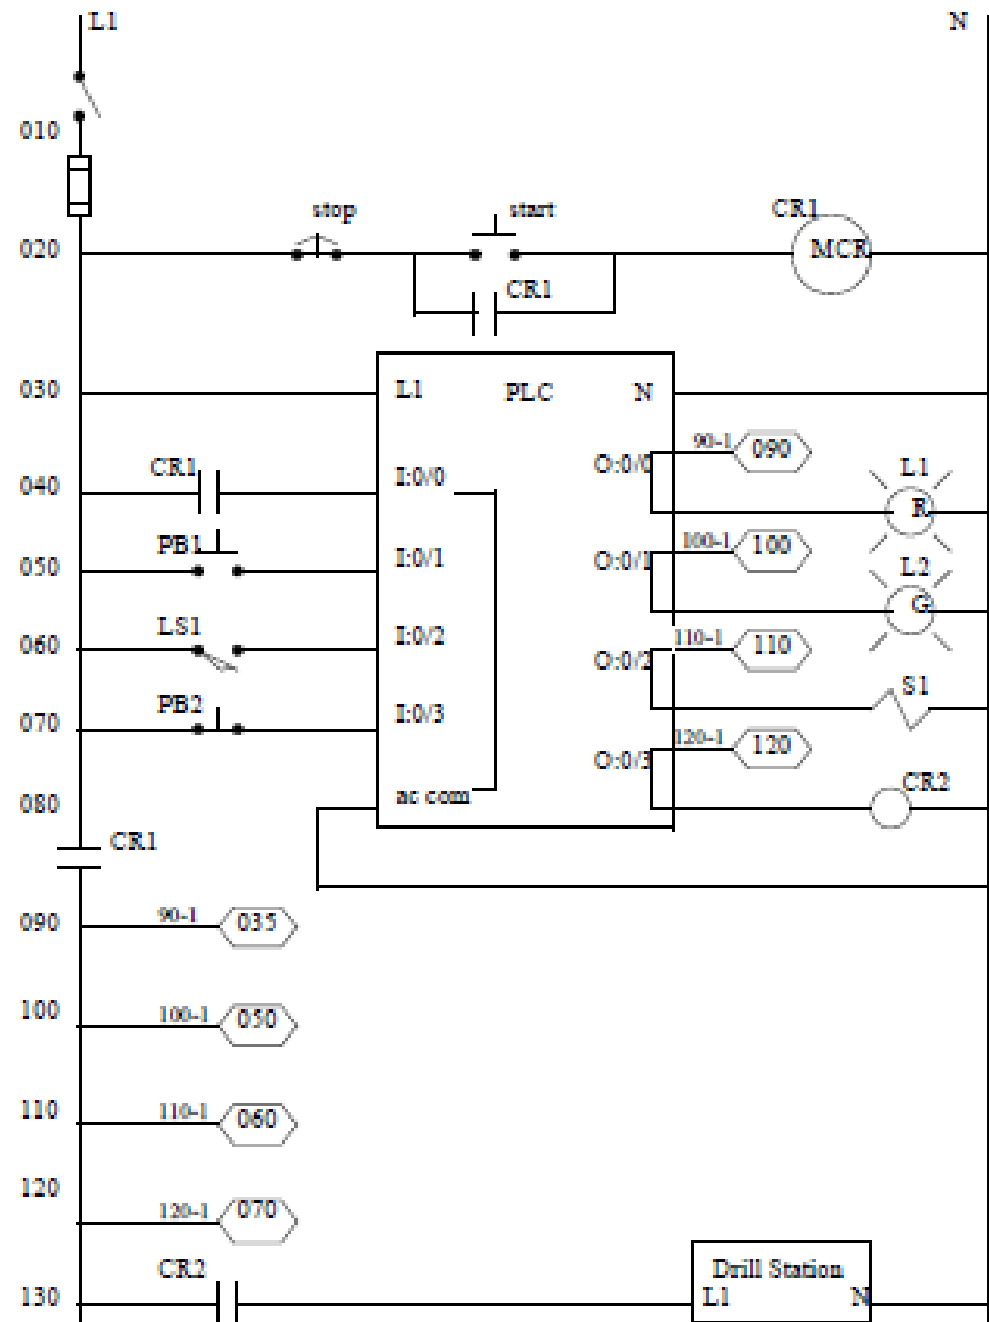 L1 N
010
stop start CR1
020 MCR
CR1
030 L1 PLC N
90-1 090
CR1 I:0/0 O:0/0 L1
040 R
PB1 I:0/1 O:0/1 100-1 100
050 L2
G
LS1 I:0/2 O:0/2 110-1 110
060
PB2 I:0/3 S1
070
O:0/3 120-1 120
080 ac com CR2
CR1
090 90-1 035
100 100-1 050
110 110-1 060
120
120-1 070
CR2 Drill Station
130 L1 N